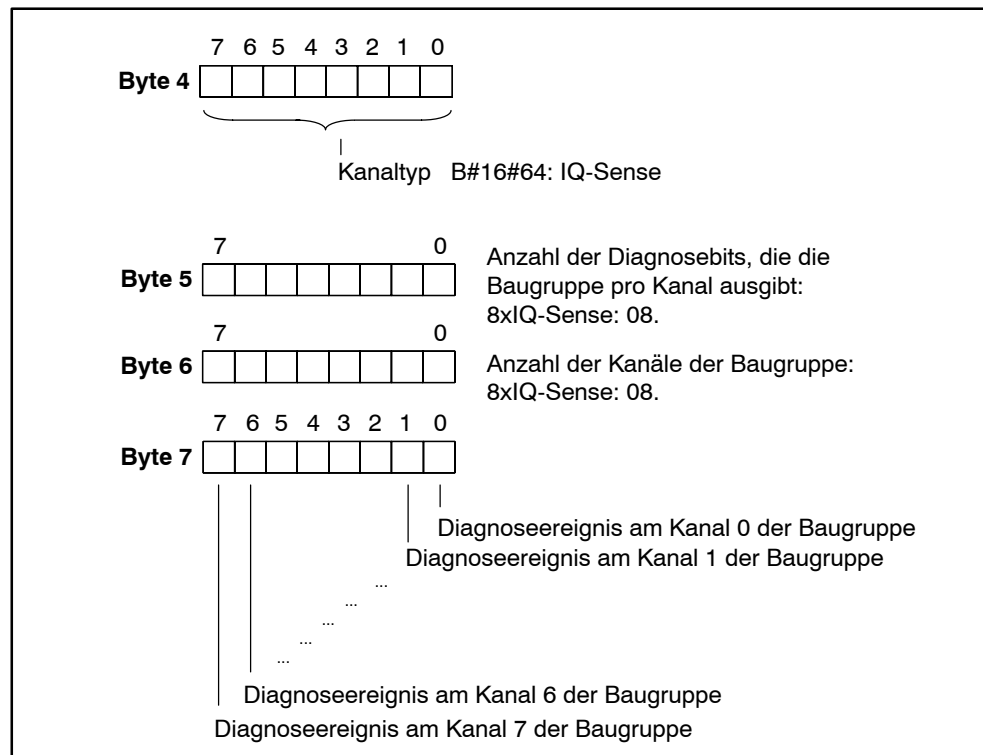 7 6 5 4 3 2 1 0
Byte 4
Kanaltyp B#16#64: IQ-Sense
7 0
Byte 5
Anzahl der Diagnosebits, die die
Baugruppe pro Kanal ausgibt:
8xIQ-Sense: 08.
7 0
Byte 6
Anzahl der Kanäle der Baugruppe:
8xIQ-Sense: 08.
7 6 5 4 3 2 1 0
Byte 7
Diagnoseereignis am Kanal 0 der Baugruppe
Diagnoseereignis am Kanal 1 der Baugruppe
...
...
...
...
...
Diagnoseereignis am Kanal 6 der Baugruppe
Diagnoseereignis am Kanal 7 der Baugruppe